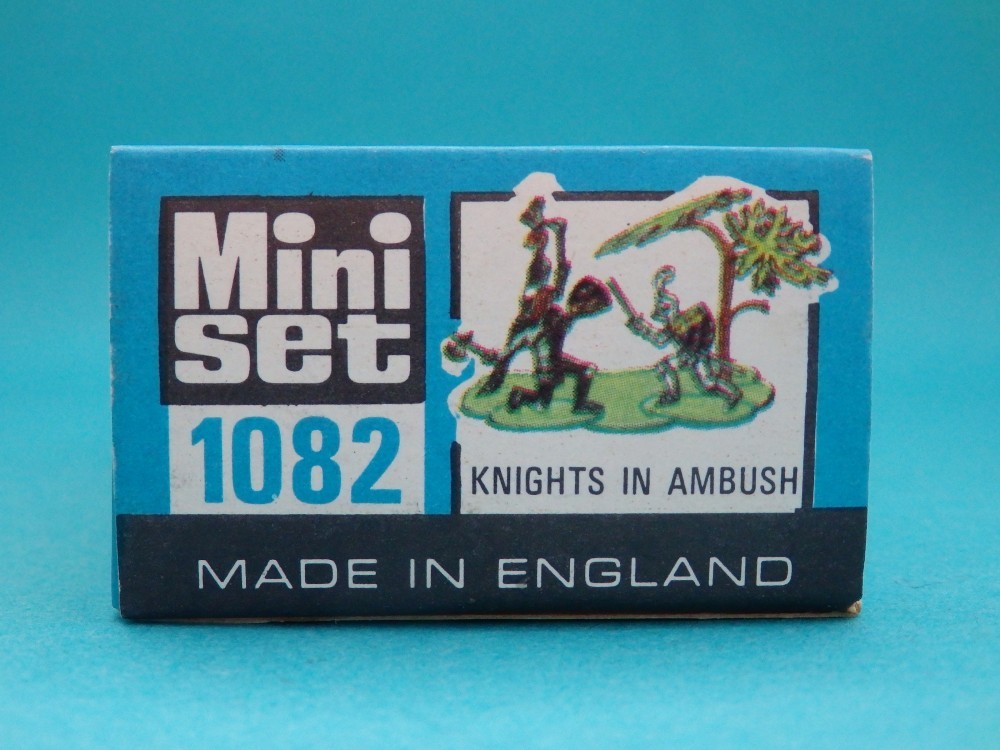 Mini
set
1082
KNIGHTS IN AMBUSH
MADE IN ENGLAND